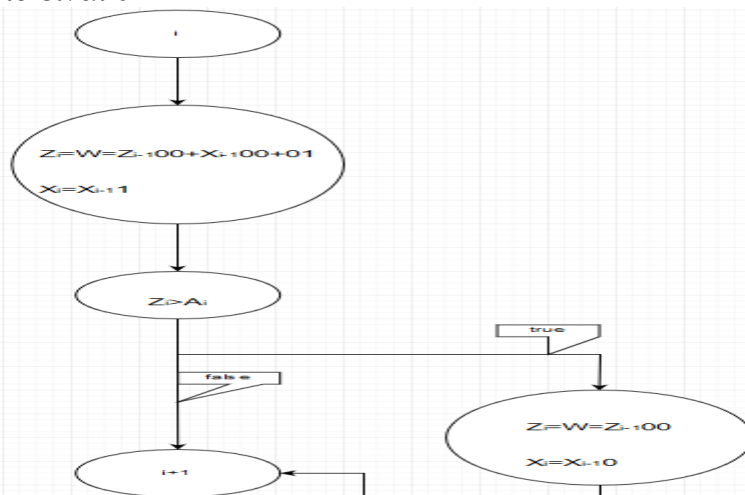 i
Zᵢ=W=Zᵢ₋₁00+Xᵢ₋₁00+01
Xᵢ=Xᵢ₋₁1
Zᵢ>Aᵢ
true
false
Zᵢ=W=Zᵢ₋₁00
Xᵢ=Xᵢ₋₁0
i+1